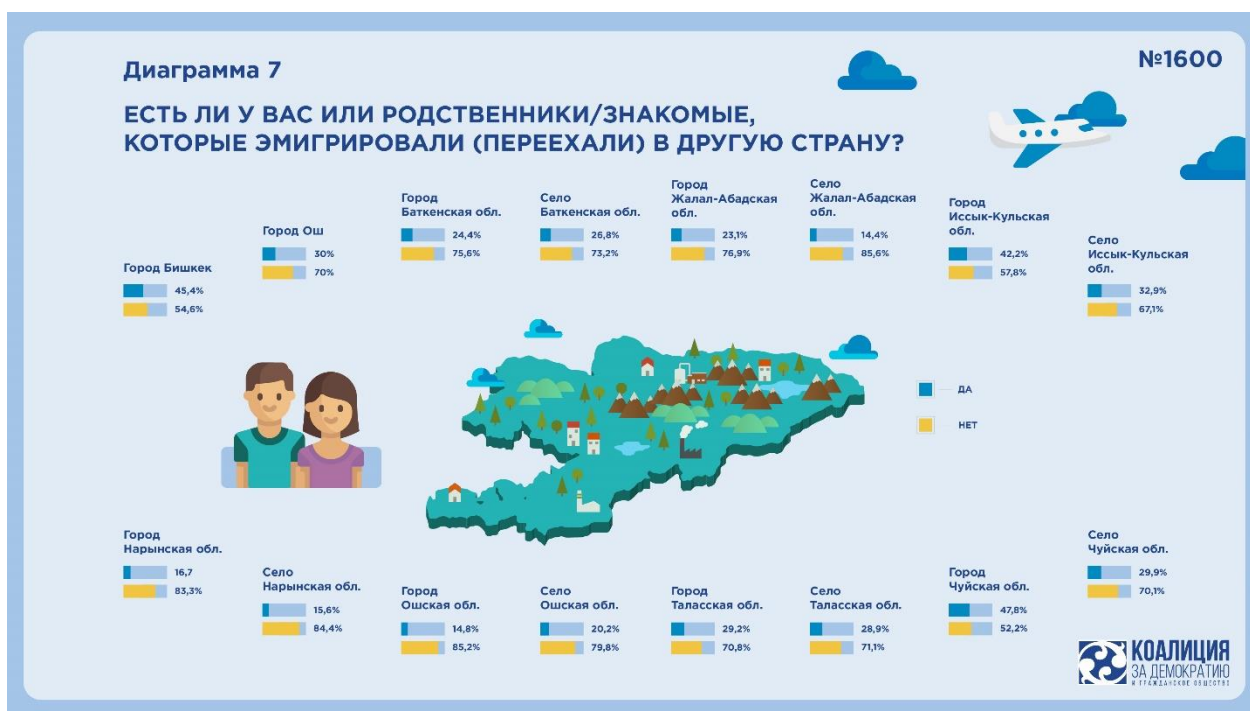 Диаграмма 7
№1600
ЕСТЬ ЛИ У ВАС ИЛИ РОДСТВЕННИКИ/ЗНАКОМЫЕ,
КОТОРЫЕ ЭМИГРИРОВАЛИ (ПЕРЕЕХАЛИ) В ДРУГУЮ СТРАНУ?
Город Бишкек
45,4%
54,6%
Город Ош
30%
70%
Город
Баткенская обл.
24,4%
75,6%
Село
Баткенская обл.
26,8%
73,2%
Город
Жалал-Абадская
обл.
23,1%
76,9%
Село
Жалал-Абадская
обл.
14,4%
85,6%
Город
Иссык-Кульская
обл.
42,2%
57,8%
Село
Иссык-Кульская
обл.
32,9%
67,1%
ДА
НЕТ
Город
Нарынская обл.
16,7
83,3%
Село
Нарынская обл.
15,6%
84,4%
Город
Ошская обл.
14,8%
85,2%
Село
Ошская обл.
20,2%
79,8%
Город
Таласская обл.
29,2%
70,8%
Село
Таласская обл.
28,9%
71,1%
Город
Чуйская обл.
47,8%
52,2%
Село
Чуйская обл.
29,9%
70,1%
КОАЛИЦИЯ
ЗА ДЕМОКРАТИЮ
И ГРАЖДАНСКОЕ ОБЩЕСТВО